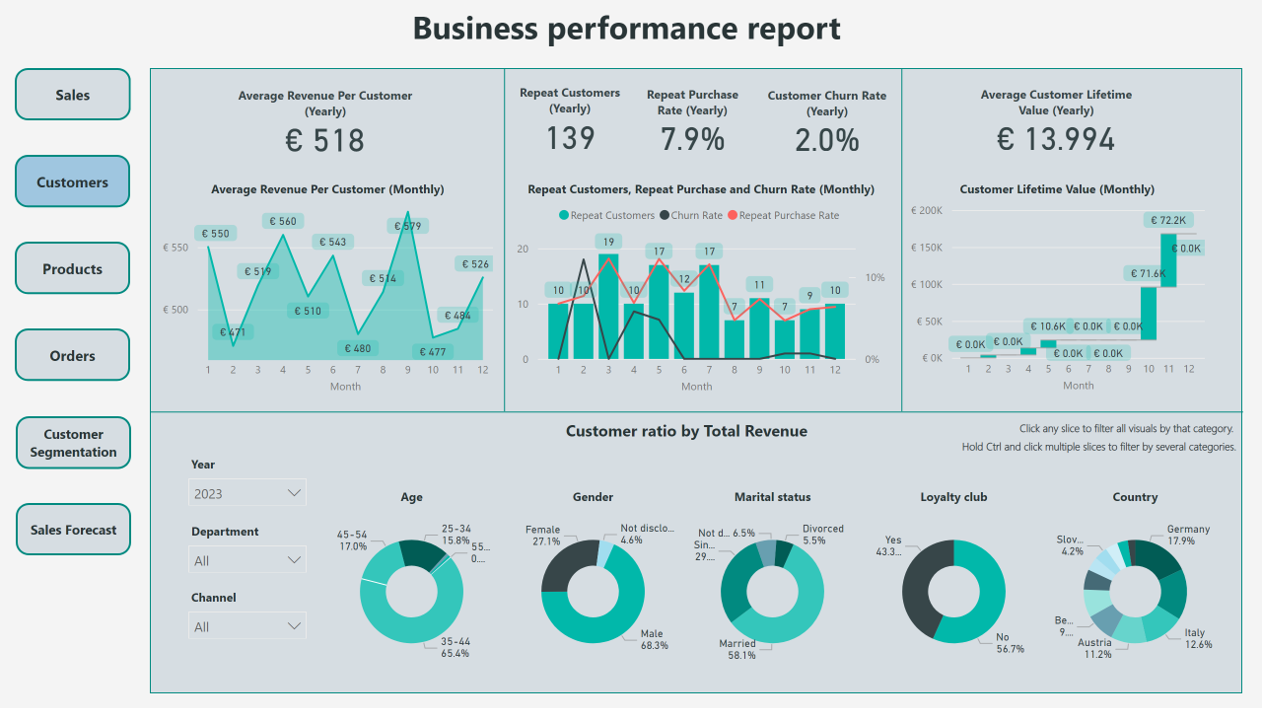 Business performance report
Sales
Customers
Products
Orders
Customer
Segmentation
Sales Forecast
Average Revenue Per Customer
(Yearly)
€ 518
Average Revenue Per Customer (Monthly)
€ 550
€ 500
€ 550
€ 471
€ 519
€ 560
€ 510
€ 543
€ 480
€ 514
€ 579
€ 477
€ 484
€ 526
1 2 3 4 5 6 7 8 9 10 11 12
Month
Repeat Customers
(Yearly)
139
Repeat Purchase
Rate (Yearly)
7.9%
Customer Churn Rate
(Yearly)
2.0%
Repeat Customers, Repeat Purchase and Churn Rate (Monthly)
Repeat Customers Churn Rate Repeat Purchase Rate
20
10
0
10 10 19 10 17 12 17 7 11 7 9 10
10%
0%
1 2 3 4 5 6 7 8 9 10 11 12
Month
Average Customer Lifetime
Value (Yearly)
€ 13.994
Customer Lifetime Value (Monthly)
€ 200K
€ 150K
€ 100K
€ 50K
€ 0K
€ 0.0K
€ 0.0K
€ 10.6K
€ 0.0K
€ 0.0K
€ 0.0K
€ 0.0K
€ 71.6K
€ 72.2K
€ 0.0K
1 2 3 4 5 6 7 8 9 10 11 12
Month
Customer ratio by Total Revenue
Click any slice to filter all visuals by that category.
Hold Ctrl and click multiple slices to filter by several categories.
Year
2023
Department
All
Channel
All
Age
45-54
17.0%
25-34
15.8%
55...
0....
35-44
65.4%
Gender
Female
27.1%
Not disclo...
4.6%
Male
68.3%
Marital status
Not d... 6.5%
Divorced
5.5%
Sin...
29....
Married
58.1%
Loyalty club
Yes
43.3...
No
56.7%
Country
Germany
17.9%
Slov...
4.2%
Be...
9....
Austria
11.2%
Italy
12.6%